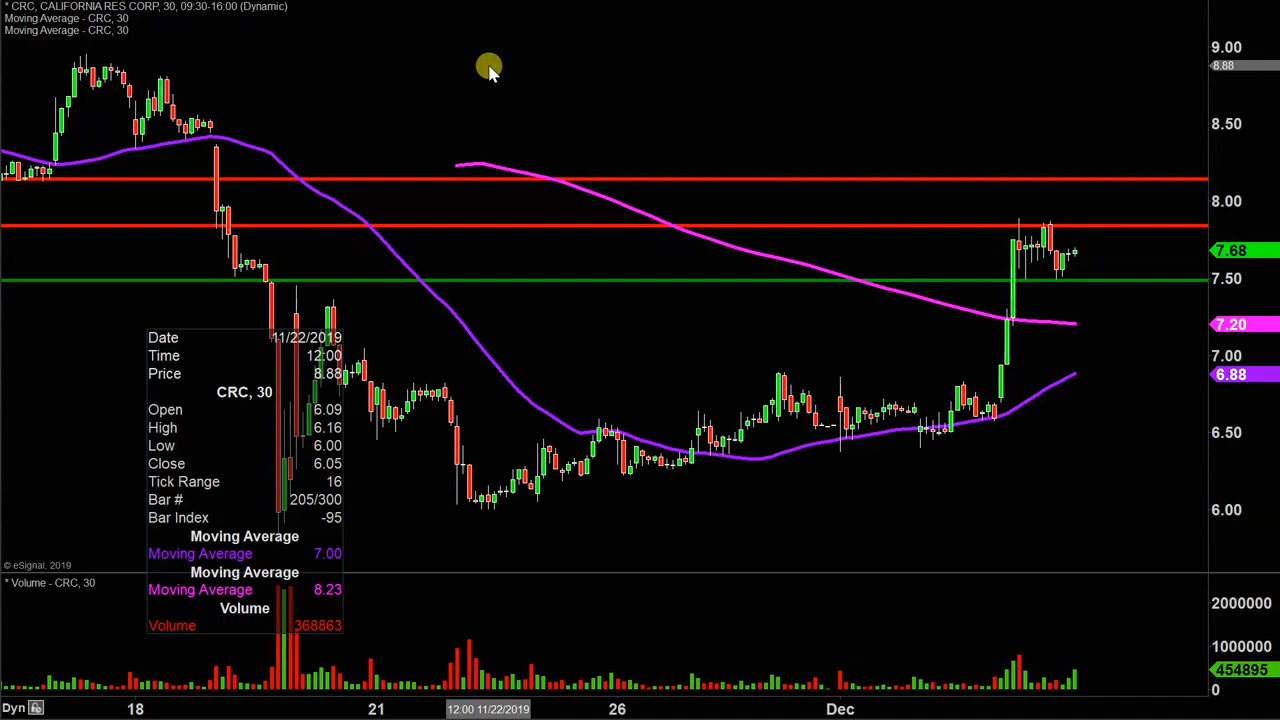 * CRC, CALIFORNIA RES CORP, 30, 09:30-16:00 (Dynamic)
Moving Average - CRC, 30
Moving Average - CRC, 30
9.00
8.88
8.50
8.00
7.68
7.50
7.20
7.00
6.88
6.50
6.00
Date 11/22/2019
Time 12:00
Price 8.88
CRC, 30
Open 6.09
High 6.16
Low 6.00
Close 6.05
Tick Range 16
Bar # 205/300
Bar Index -95
Moving Average
Moving Average 7.00
Moving Average
Moving Average 8.23
Volume
Volume 368863
© eSignal, 2019
* Volume - CRC, 30
2000000
1000000
454895
0
Dyn 18 21 12:00 11/22/2019 26 Dec